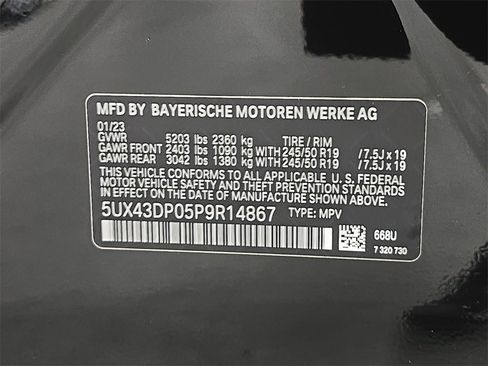 MFD BY BAYERISCHE MOTOREN WERKE AG
01/23
GVWR 5203 lbs 2360 kg TIRE / RIM
GAWR FRONT 2403 lbs 1090 kg WITH 245/50 R19 /7.5J x 19
GAWR REAR 3042 lbs 1380 kg WITH 245/50 R19 /7.5J x 19
THIS VEHICLE CONFORMS TO ALL APPLICABLE U. S. FEDERAL
MOTOR VEHICLE SAFETY AND THEFT PREVENTION STANDARDS
IN EFFECT ON THE DATE OF MANUFACTURE SHOWN ABOVE.
5UX43DP05P9R14867 TYPE: MPV
668U
7 320 730